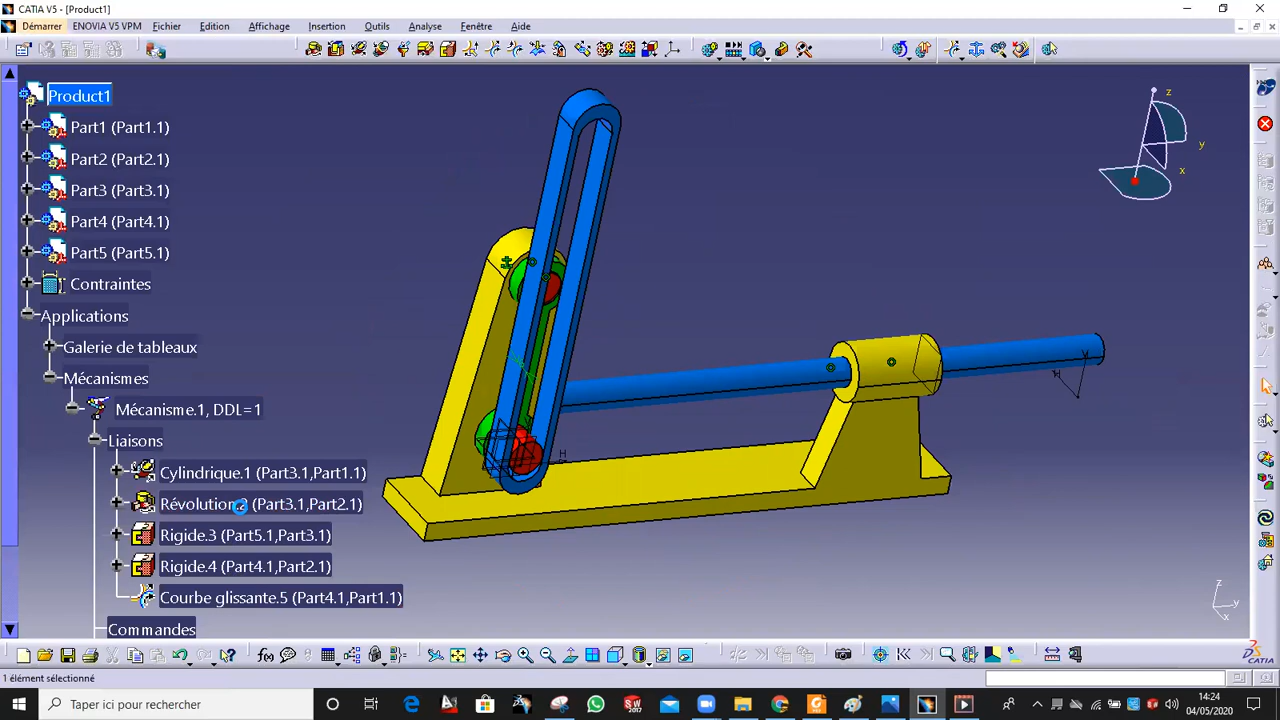 CATIA V5 - [Product1]
Démarrer ENOVIA V5 VPM Fichier Edition Affichage Insertion Outils Analyse Fenêtre Aide
Product1
Part1 (Part1.1)
Part2 (Part2.1)
Part3 (Part3.1)
Part4 (Part4.1)
Part5 (Part5.1)
Contraintes
Applications
Galerie de tableaux
Mécanismes
Mécanisme.1, DDL=1
Liaisons
Cylindrique.1 (Part3.1,Part1.1)
Révolution.2 (Part3.1,Part2.1)
Rigide.3 (Part5.1,Part3.1)
Rigide.4 (Part4.1,Part2.1)
Courbe glissante.5 (Part4.1,Part1.1)
Commandes
z
y
x
V
H
H
z
y
x
f(x)
CATIA
1 élément sélectionné
Taper ici pour rechercher
14:24
04/05/2020